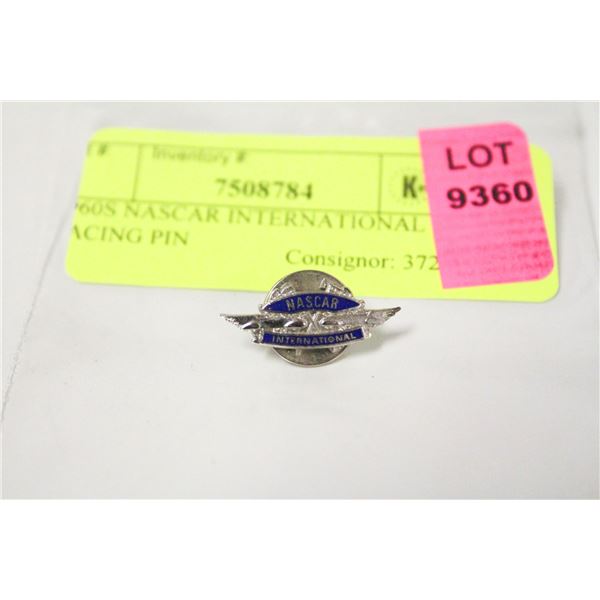 #
Inventory #
7508784
K
LOT
9360
960S NASCAR INTERNATIONAL
ACING PIN
Consignor: 372
NASCAR
INTERNATIONAL